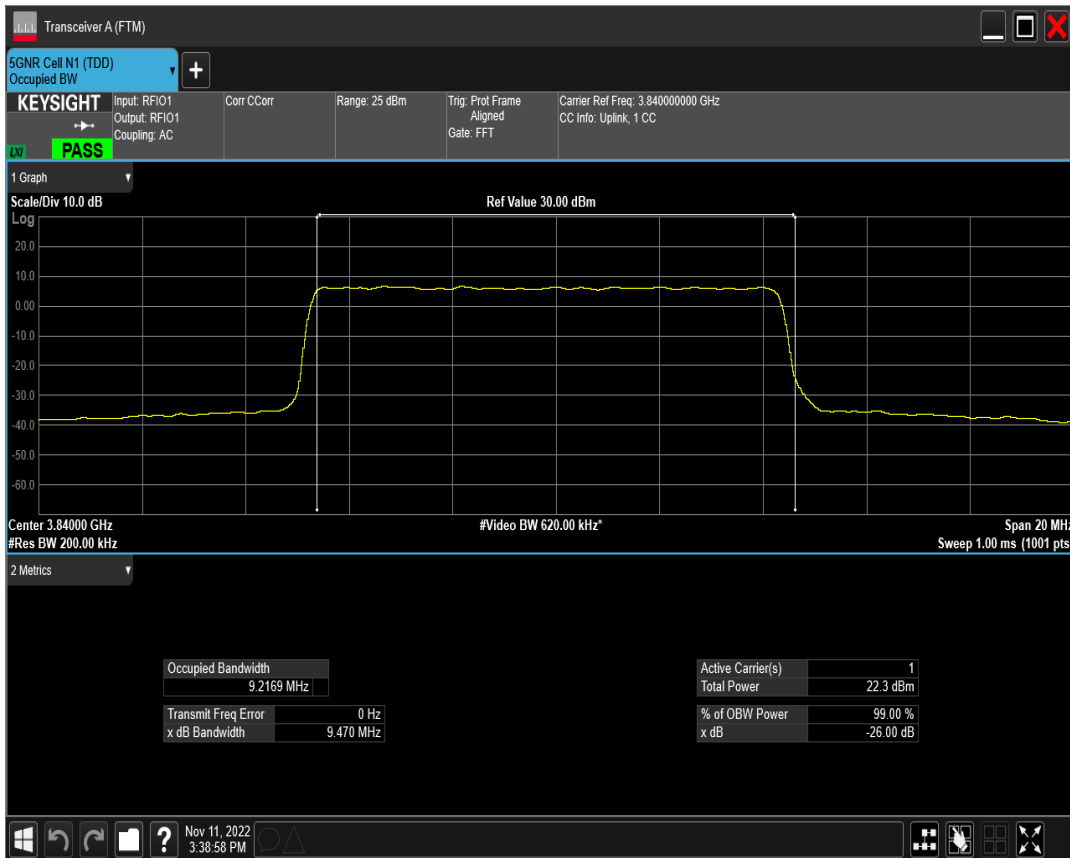 Transceiver A (FTM)
5GNR Cell N1 (TDD)
Occupied BW
+
KEYSIGHT
LXI
PASS
Input: RFIO1
Output: RFIO1
Coupling: AC
Corr CCorr
Range: 25 dBm
Trig: Prot Frame
Aligned
Gate: FFT
Carrier Ref Freq: 3.840000000 GHz
CC Info: Uplink, 1 CC
1 Graph
Scale/Div 10.0 dB
Ref Value 30.00 dBm
Log
20.0
10.0
0.00
-10.0
-20.0
-30.0
-40.0
-50.0
-60.0
Center 3.84000 GHz
#Video BW 620.00 kHz*
Span 20 MHz
#Res BW 200.00 kHz
Sweep 1.00 ms (1001 pts
2 Metrics
Occupied Bandwidth
9.2169 MHz
Transmit Freq Error 0 Hz
x dB Bandwidth 9.470 MHz
Active Carrier(s) 1
Total Power 22.3 dBm
% of OBW Power 99.00 %
x dB -26.00 dB
?
Nov 11, 2022
3:38:58 PM